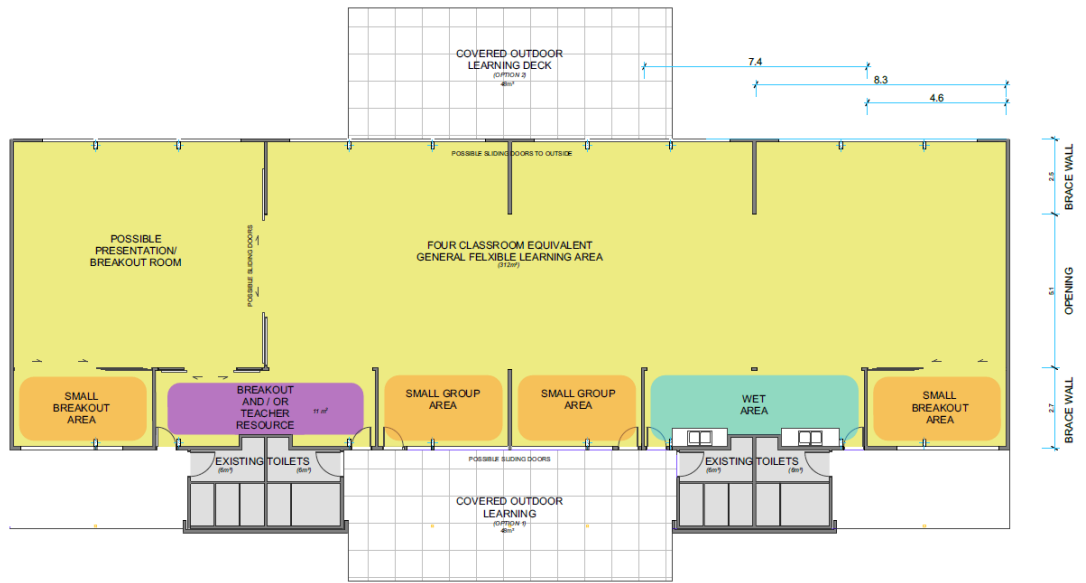 COVERED OUTDOOR
LEARNING DECK
(OPTION 2)
48m²
7.4
8.3
4.6
POSSIBLE SLIDING DOORS TO OUTSIDE
2.5
BRACE WALL
POSSIBLE
PRESENTATION/
BREAKOUT ROOM
POSSIBLE SLIDING DOORS
FOUR CLASSROOM EQUIVALENT
GENERAL FELXIBLE LEARNING AREA
(312m²)
5.1
OPENING
SMALL
BREAKOUT
AREA
BREAKOUT
AND / OR
TEACHER
RESOURCE
11 m²
SMALL GROUP
AREA
SMALL GROUP
AREA
WET
AREA
SMALL
BREAKOUT
AREA
2.7
BRACE WALL
EXISTING TOILETS
(6m²)
(6m²)
POSSIBLE SLIDING DOORS
EXISTING TOILETS
(6m²)
(6m²)
COVERED OUTDOOR
LEARNING
(OPTION 1)
48m²